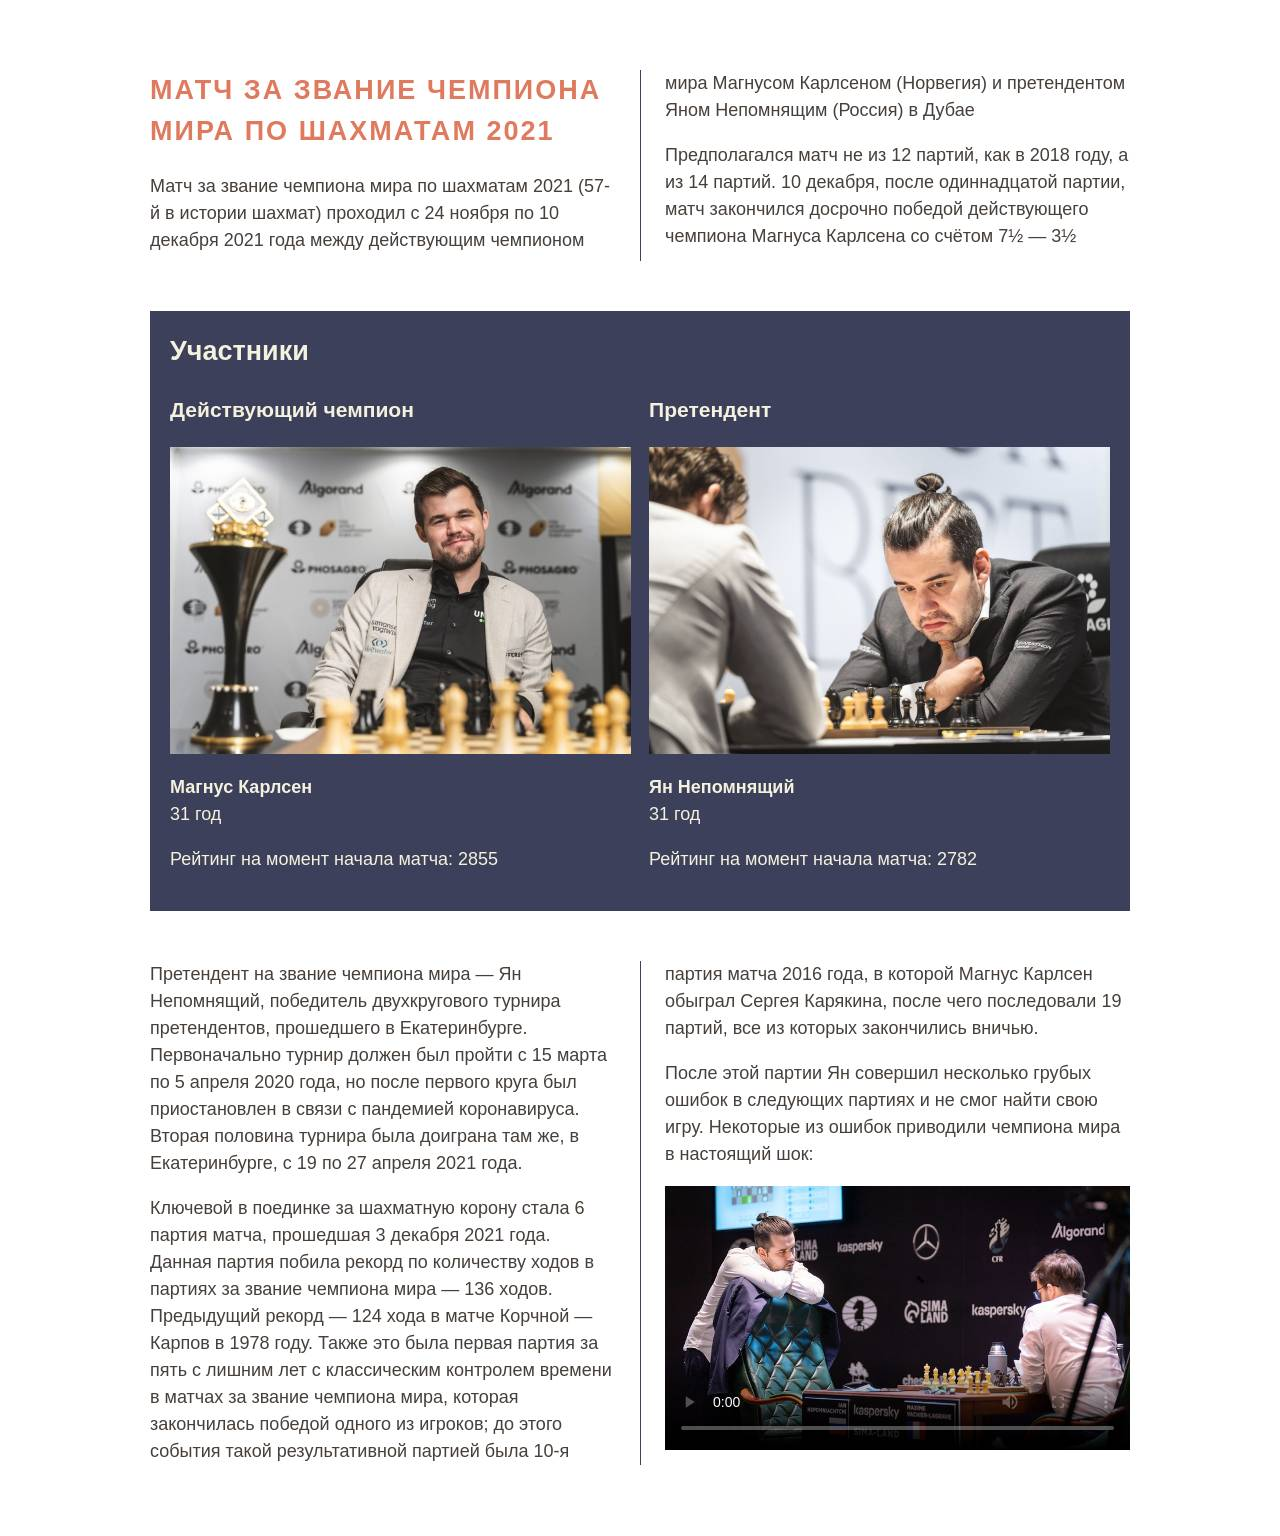 МАТЧ ЗА ЗВАНИЕ ЧЕМПИОНА
МИРА ПО ШАХМАТАМ 2021
Матч за звание чемпиона мира по шахматам 2021 (57-
й в истории шахмат) проходил с 24 ноября по 10
декабря 2021 года между действующим чемпионом
мира Магнусом Карлсеном (Норвегия) и претендентом
Яном Непомнящим (Россия) в Дубае
Предполагался матч не из 12 партий, как в 2018 году, а
из 14 партий. 10 декабря, после одиннадцатой партии,
матч закончился досрочно победой действующего
чемпиона Магнуса Карлсена со счётом 7½ — 3½
Участники
Действующий чемпион
Algorand
Algorand
PHOSAGRO
PHOSAGRO
Магнус Карлсен
31 год
Рейтинг на момент начала матча: 2855
Претендент
Ян Непомнящий
31 год
Рейтинг на момент начала матча: 2782
Претендент на звание чемпиона мира — Ян
Непомнящий, победитель двухкругового турнира
претендентов, прошедшего в Екатеринбурге.
Первоначально турнир должен был пройти с 15 марта
по 5 апреля 2020 года, но после первого круга был
приостановлен в связи с пандемией коронавируса.
Вторая половина турнира была доиграна там же, в
Екатеринбурге, с 19 по 27 апреля 2021 года.
Ключевой в поединке за шахматную корону стала 6
партия матча, прошедшая 3 декабря 2021 года.
Данная партия побила рекорд по количеству ходов в
партиях за звание чемпиона мира — 136 ходов.
Предыдущий рекорд — 124 хода в матче Корчной —
Карпов в 1978 году. Также это была первая партия за
пять с лишним лет с классическим контролем времени
в матчах за звание чемпиона мира, которая
закончилась победой одного из игроков; до этого
события такой результативной партией была 10-я
партия матча 2016 года, в которой Магнус Карлсен
обыграл Сергея Карякина, после чего последовали 19
партий, все из которых закончились вничью.
После этой партии Ян совершил несколько грубых
ошибок в следующих партиях и не смог найти свою
игру. Некоторые из ошибок приводили чемпиона мира
в настоящий шок:
SIMA
LAND
kaspersky
CFR
Algorand
SIMA
LAND
kaspersky
kaspersky
0:00